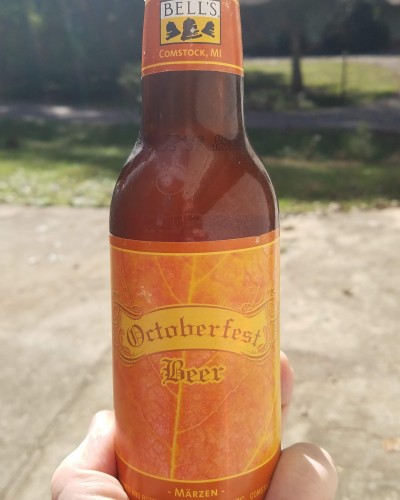 BELL'S
COMSTOCK, MI
Octoberfest
Beer
- MÄRZEN -